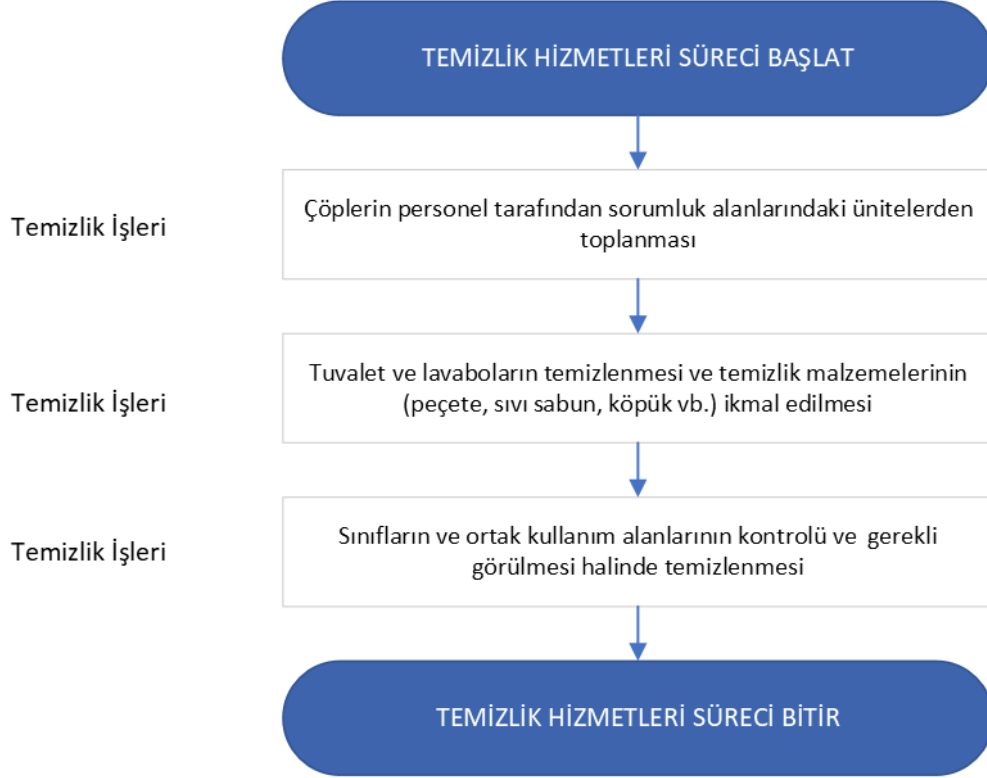 TEMİZLİK HİZMETLERİ SÜRECİ BAŞLAT
Temizlik İşleri
Çöplerin personel tarafından sorumluk alanlarındaki ünitelerden
toplanması
Temizlik İşleri
Tuvalet ve lavaboların temizlenmesi ve temizlik malzemelerinin
(peçete, sıvı sabun, köpük vb.) ikmal edilmesi
Temizlik İşleri
Sınıfların ve ortak kullanım alanlarının kontrolü ve gerekli
görülmesi halinde temizlenmesi
TEMİZLİK HİZMETLERİ SÜRECİ BİTİR